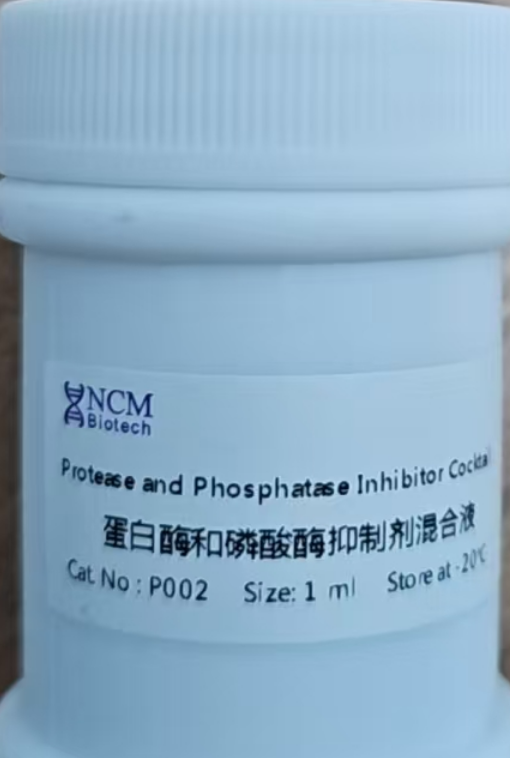 NCM
Biotech
Protease and Phosphatase Inhibitor Cocktail
蛋白酶和磷酸酶抑制剂混合液
Cat. No : P002 Size: 1 ml Store at -20℃